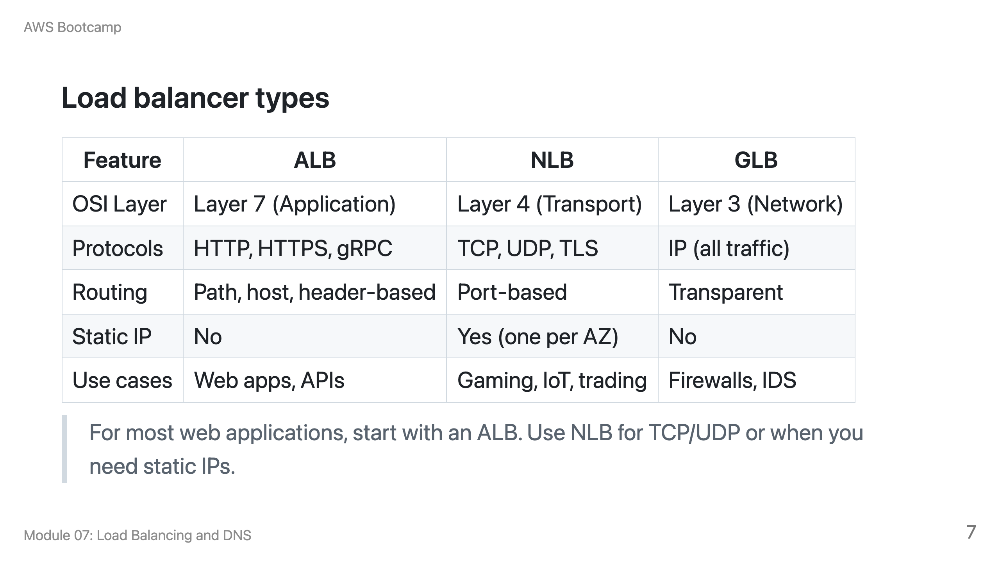 AWS Bootcamp
Load balancer types
Feature ALB NLB GLB
OSI Layer Layer 7 (Application) Layer 4 (Transport) Layer 3 (Network)
Protocols HTTP, HTTPS, gRPC TCP, UDP, TLS IP (all traffic)
Routing Path, host, header-based Port-based Transparent
Static IP No Yes (one per AZ) No
Use cases Web apps, APIs Gaming, IoT, trading Firewalls, IDS
For most web applications, start with an ALB. Use NLB for TCP/UDP or when you
need static IPs.
Module 07: Load Balancing and DNS
7